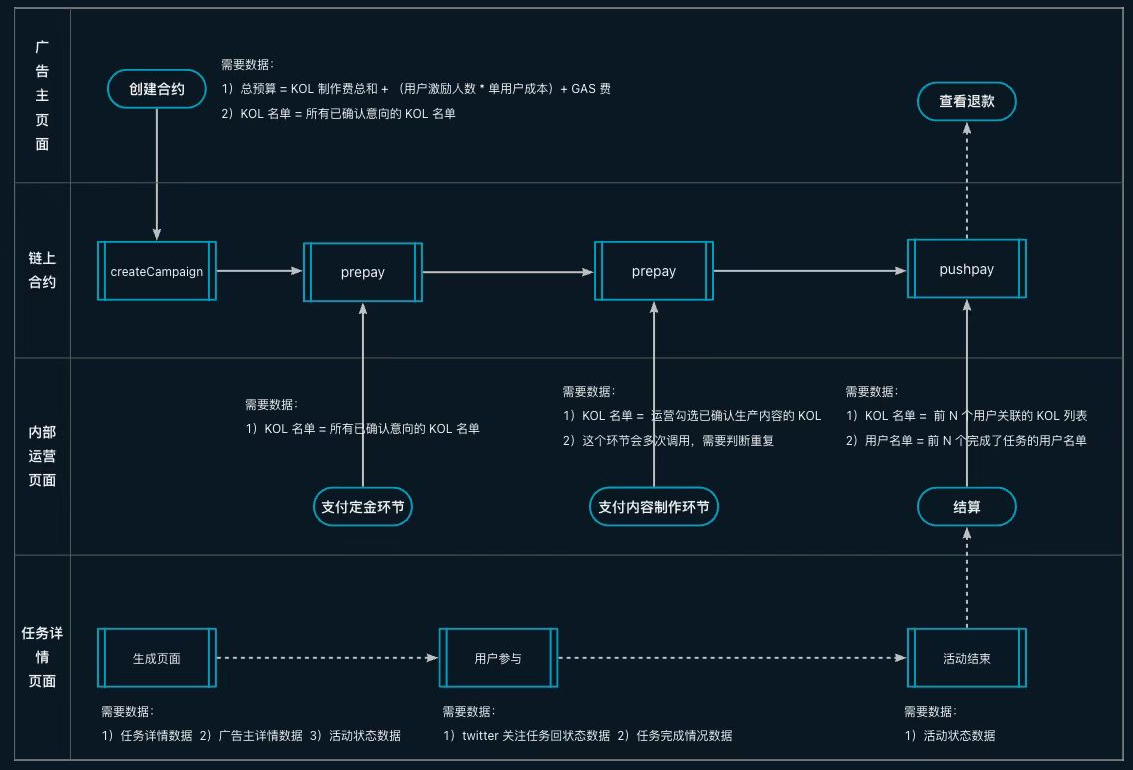 广
告
主
页
面
创建合约
需要数据：
1）总预算 = KOL 制作费总和 + （用户激励人数 * 单用户成本）+ GAS 费
2）KOL 名单 = 所有已确认意向的 KOL 名单
查看退款
链上
合约
createCampaign
prepay
prepay
pushpay
内部
运营
页面
需要数据：
1）KOL 名单 = 所有已确认意向的 KOL 名单
支付定金环节
需要数据：
1）KOL 名单 = 运营勾选已确认生产内容的 KOL
2）这个环节会多次调用，需要判断重复
支付内容制作环节
需要数据：
1）KOL 名单 = 前 N 个用户关联的 KOL 列表
2）用户名单 = 前 N 个完成了任务的用户名单
结算
任务详
情
页面
生成页面
需要数据：
1）任务详情数据 2）广告主详情数据 3）活动状态数据
用户参与
需要数据：
1）twitter 关注任务回状态数据 2）任务完成情况数据
活动结束
需要数据：
1）活动状态数据